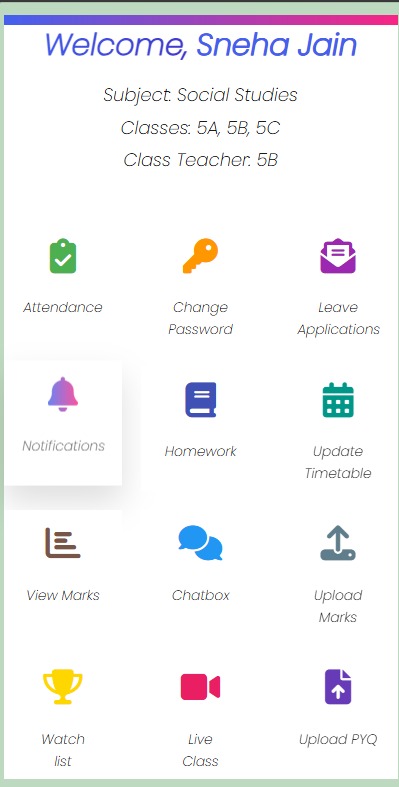 Welcome, Sneha Jain
Subject: Social Studies
Classes: 5A, 5B, 5C
Class Teacher: 5B
Attendance
Change
Password
Leave
Applications
Notifications
Homework
Update
Timetable
View Marks
Chatbox
Upload
Marks
Watch
list
Live
Class
Upload PYQ